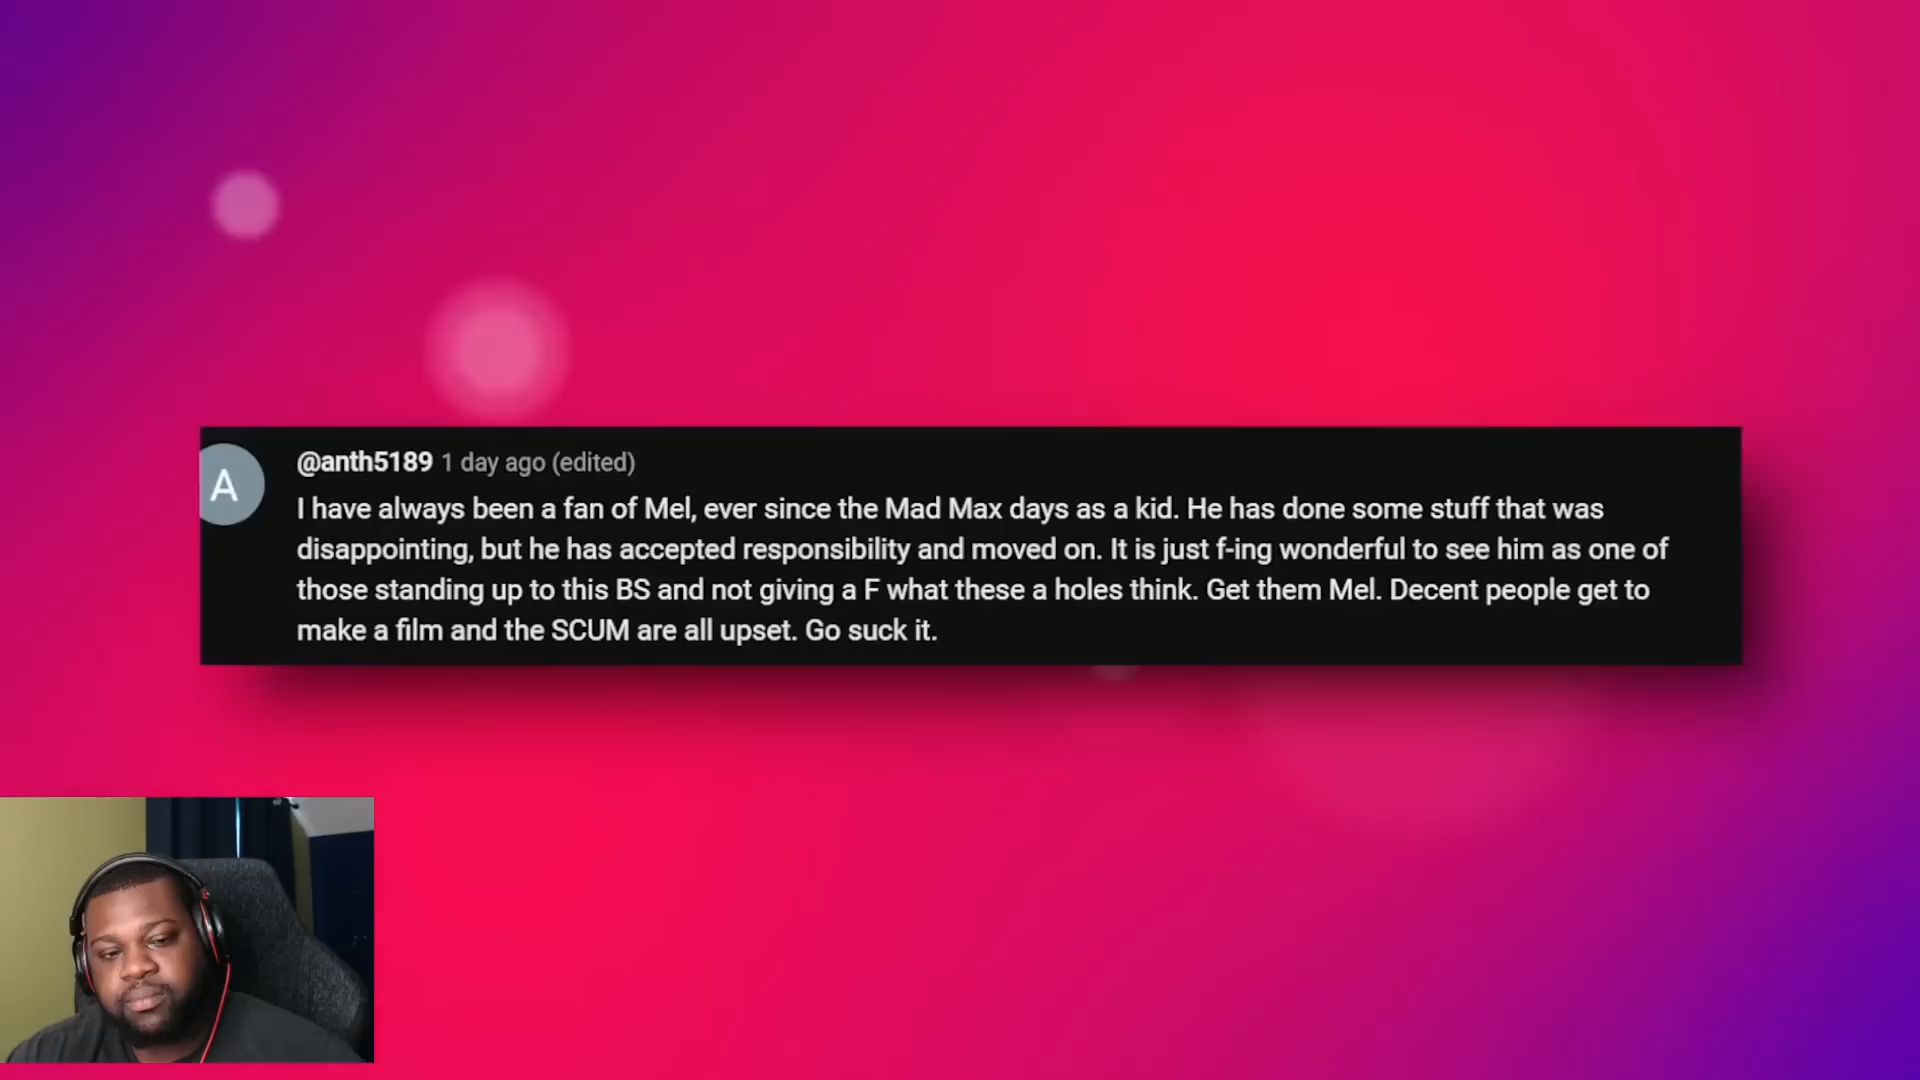 A
@anth5189 1 day ago (edited)
I have always been a fan of Mel, ever since the Mad Max days as a kid. He has done some stuff that was
disappointing, but he has accepted responsibility and moved on. It is just f-ing wonderful to see him as one of
those standing up to this BS and not giving a F what these a holes think. Get them Mel. Decent people get to
make a film and the SCUM are all upset. Go suck it.